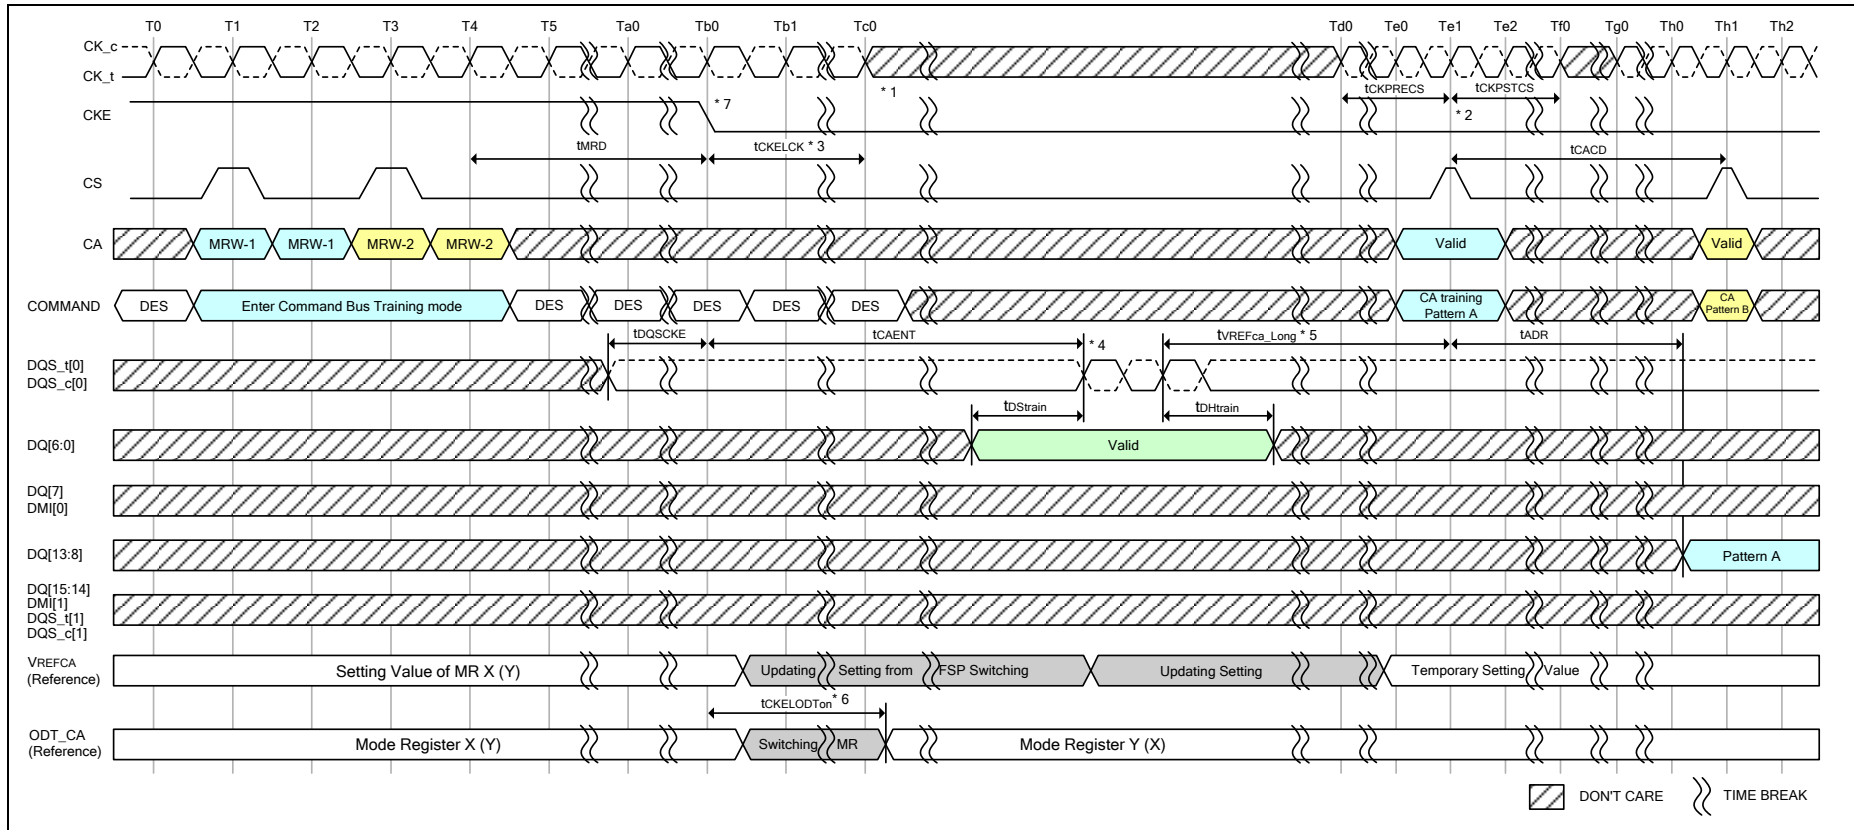 T0 T1 T2 T3 T4 T5 Ta0 Tb0 Tb1 Tc0 Td0 Te0 Te1 Te2 Tf0 Tg0 Th0 Th1 Th2
CK_c
CK_t
* 1
tCKPRECS tCKPSTCS
CKE
* 7
* 2
tMRD tCKELCK * 3 tCACD
CS
CA MRW-1 MRW-1 MRW-2 MRW-2 Valid Valid
COMMAND DES Enter Command Bus Training mode DES DES DES DES DES CA training Pattern A CA Pattern B
tDQSCKE tCAENT * 4 tVREFca_Long * 5 tADR
DQS_t[0]
DQS_c[0]
tDStrain tDHtrain
DQ[6:0] Valid
DQ[7]
DMI[0]
DQ[13:8] Pattern A
DQ[15:14]
DMI[1]
DQS_t[1]
DQS_c[1]
VREFCA
(Reference)
Setting Value of MR X (Y) Updating Setting from FSP Switching Updating Setting Temporary Setting Value
tCKELODTon * 6
ODT_CA
(Reference)
Mode Register X (Y) Switching MR Mode Register Y (X)
DON'T CARE TIME BREAK